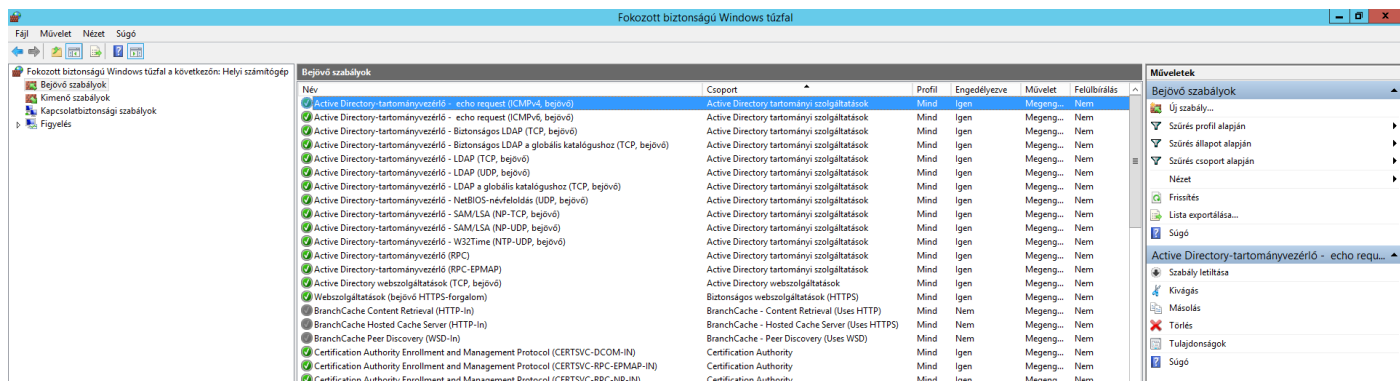 Fokozott biztonságú Windows tűzfal
Fájl Művelet Nézet Súgó
Fokozott biztonságú Windows tűzfal a következőn: Helyi számítógép
Bejövő szabályok
Kimenő szabályok
Kapcsolatbiztonsági szabályok
Figyelés
Bejövő szabályok
Név Csoport Profil Engedélyezve Művelet Felülbírálás
Active Directory-tartományvezérlő - echo request (ICMPv4, bejövő) Active Directory tartományi szolgáltatások Mind Igen Megeng... Nem
Active Directory-tartományvezérlő - echo request (ICMPv6, bejövő) Active Directory tartományi szolgáltatások Mind Igen Megeng... Nem
Active Directory-tartományvezérlő - Biztonságos LDAP (TCP, bejövő) Active Directory tartományi szolgáltatások Mind Igen Megeng... Nem
Active Directory-tartományvezérlő - Biztonságos LDAP a globális katalógushoz (TCP, bejövő) Active Directory tartományi szolgáltatások Mind Igen Megeng... Nem
Active Directory-tartományvezérlő - LDAP (TCP, bejövő) Active Directory tartományi szolgáltatások Mind Igen Megeng... Nem
Active Directory-tartományvezérlő - LDAP (UDP, bejövő) Active Directory tartományi szolgáltatások Mind Igen Megeng... Nem
Active Directory-tartományvezérlő - LDAP a globális katalógushoz (TCP, bejövő) Active Directory tartományi szolgáltatások Mind Igen Megeng... Nem
Active Directory-tartományvezérlő - NetBIOS-névfeloldás (UDP, bejövő) Active Directory tartományi szolgáltatások Mind Igen Megeng... Nem
Active Directory-tartományvezérlő - SAM/LSA (NP-TCP, bejövő) Active Directory tartományi szolgáltatások Mind Igen Megeng... Nem
Active Directory-tartományvezérlő - SAM/LSA (NP-UDP, bejövő) Active Directory tartományi szolgáltatások Mind Igen Megeng... Nem
Active Directory-tartományvezérlő - W32Time (NTP-UDP, bejövő) Active Directory tartományi szolgáltatások Mind Igen Megeng... Nem
Active Directory-tartományvezérlő (RPC) Active Directory tartományi szolgáltatások Mind Igen Megeng... Nem
Active Directory-tartományvezérlő (RPC-EPMAP) Active Directory tartományi szolgáltatások Mind Igen Megeng... Nem
Active Directory webszolgáltatások (TCP, bejövő) Active Directory webszolgáltatások Mind Igen Megeng... Nem
Webszolgáltatások (bejövő HTTPS-forgalom) Biztonságos webszolgáltatások (HTTPS) Mind Igen Megeng... Nem
BranchCache Content Retrieval (HTTP-In) BranchCache - Content Retrieval (Uses HTTP) Mind Nem Megeng... Nem
BranchCache Hosted Cache Server (HTTP-In) BranchCache - Hosted Cache Server (Uses HTTPS) Mind Nem Megeng... Nem
BranchCache Peer Discovery (WSD-In) BranchCache - Peer Discovery (Uses WSD) Mind Nem Megeng... Nem
Certification Authority Enrollment and Management Protocol (CERTSVC-DCOM-IN) Certification Authority Mind Igen Megeng... Nem
Certification Authority Enrollment and Management Protocol (CERTSVC-RPC-EPMAP-IN) Certification Authority Mind Igen Megeng... Nem
Certification Authority Enrollment and Management Protocol (CERTSVC-RPC-NP-IN) Certification Authority Mind Igen Megeng... Nem
Műveletek
Bejövő szabályok
Új szabály...
Szűrés profil alapján
Szűrés állapot alapján
Szűrés csoport alapján
Nézet
Frissítés
Lista exportálása...
Súgó
Active Directory-tartományvezérlő - echo requ...
Szabály letiltása
Kivágás
Másolás
Törlés
Tulajdonságok
Súgó